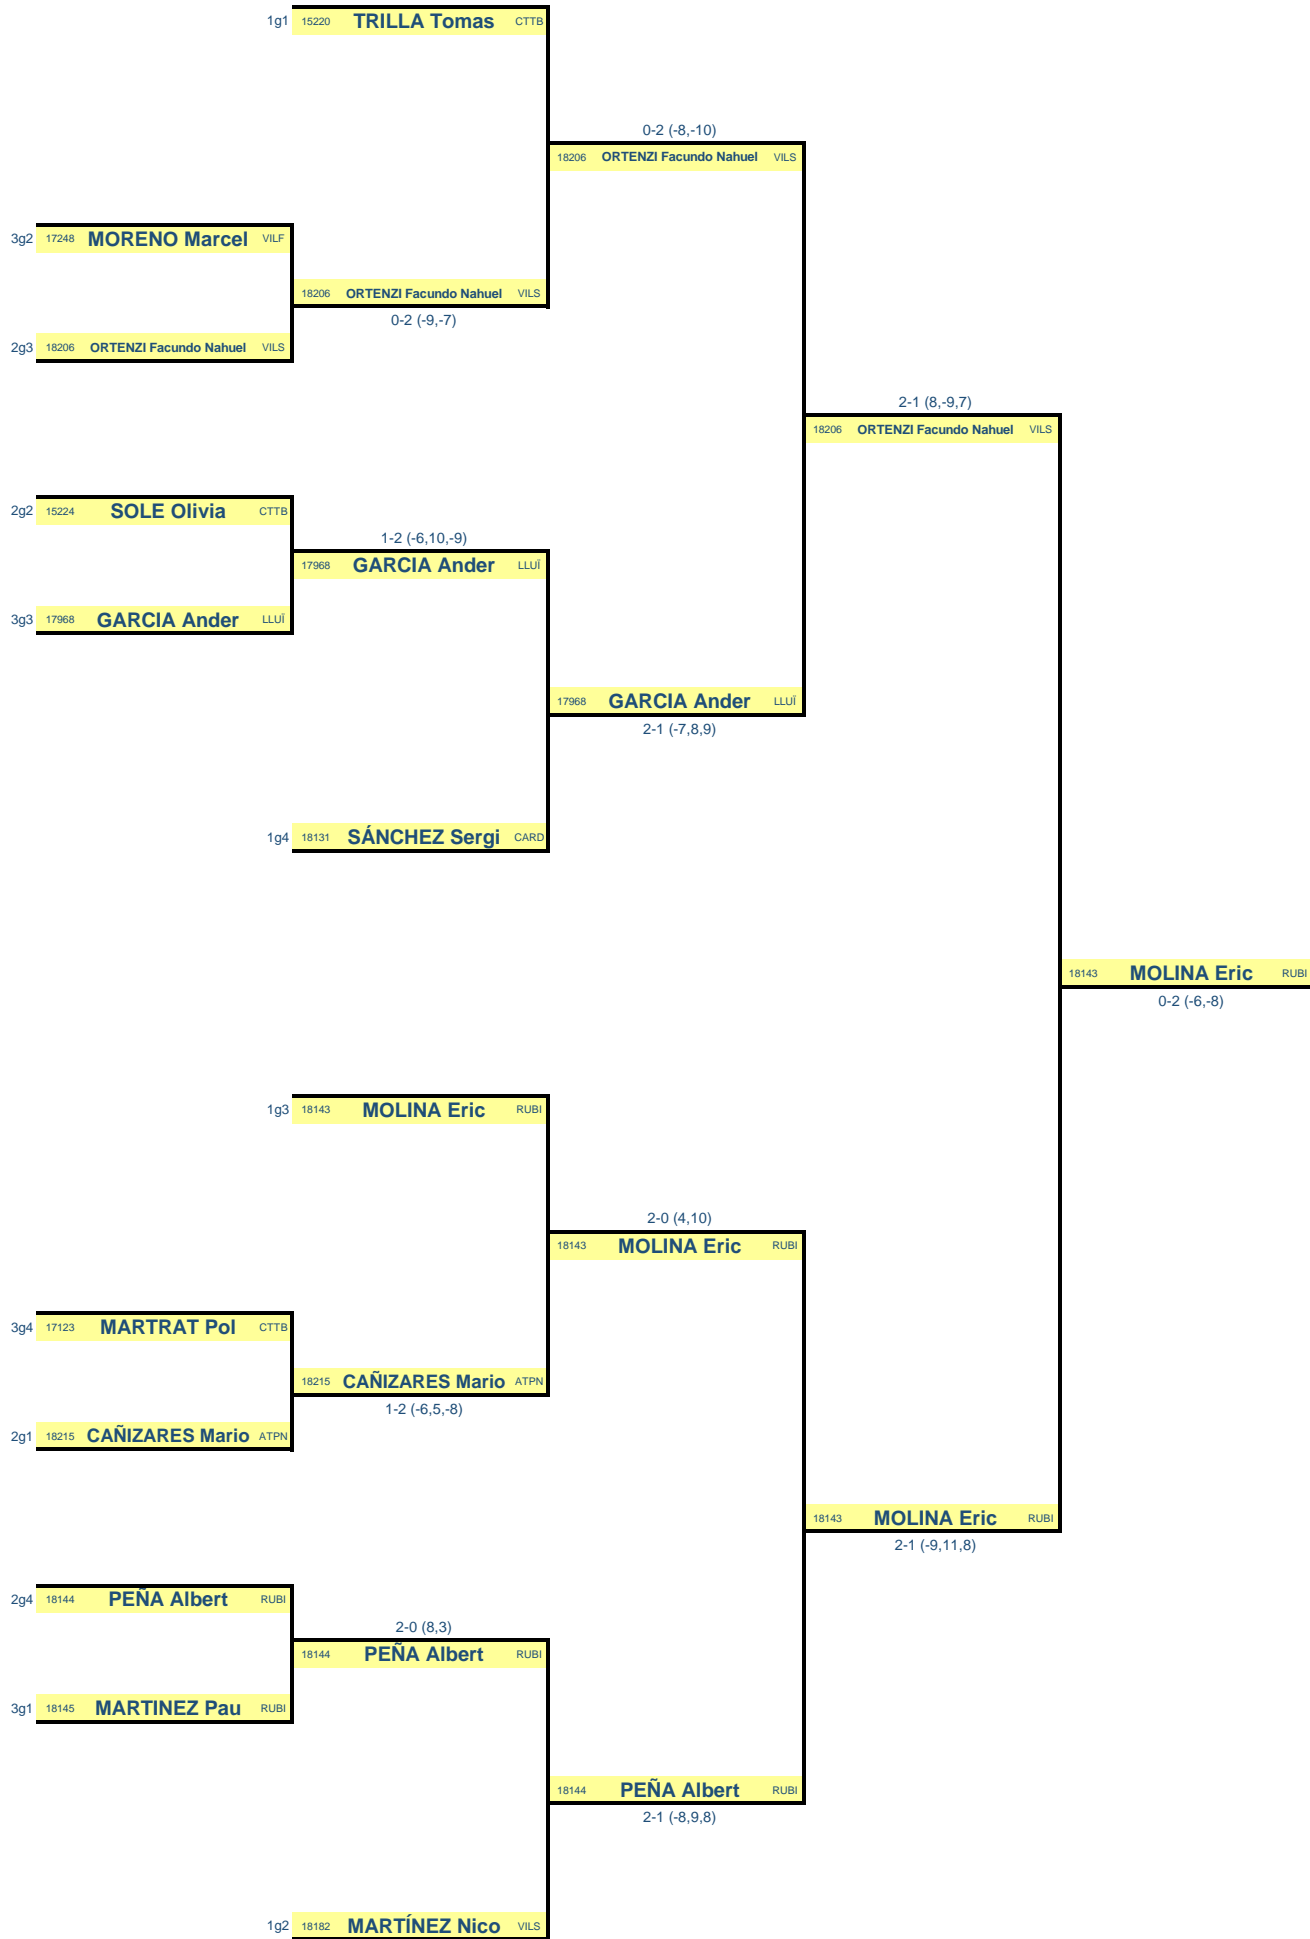 1g1 15220 TRILLA Tomas CTTB
0-2 (-8,-10)
18206 ORTENZI Facundo Nahuel VILS
3g2 17248 MORENO Marcel VILF
18206 ORTENZI Facundo Nahuel VILS
0-2 (-9,-7)
2g3 18206 ORTENZI Facundo Nahuel VILS
2-1 (8,-9,7)
18206 ORTENZI Facundo Nahuel VILS
2g2 15224 SOLE Olivia CTTB
1-2 (-6,10,-9)
17968 GARCIA Ander LLUÏ
3g3 17968 GARCIA Ander LLUÏ
17968 GARCIA Ander LLUÏ
2-1 (-7,8,9)
1g4 18131 SÁNCHEZ Sergi CARD
18143 MOLINA Eric RUBI
0-2 (-6,-8)
1g3 18143 MOLINA Eric RUBI
2-0 (4,10)
18143 MOLINA Eric RUBI
3g4 17123 MARTRAT Pol CTTB
18215 CAÑIZARES Mario ATPN
1-2 (-6,5,-8)
2g1 18215 CAÑIZARES Mario ATPN
18143 MOLINA Eric RUBI
2-1 (-9,11,8)
2g4 18144 PEÑA Albert RUBI
2-0 (8,3)
18144 PEÑA Albert RUBI
3g1 18145 MARTINEZ Pau RUBI
18144 PEÑA Albert RUBI
2-1 (-8,9,8)
1g2 18182 MARTÍNEZ Nico VILS